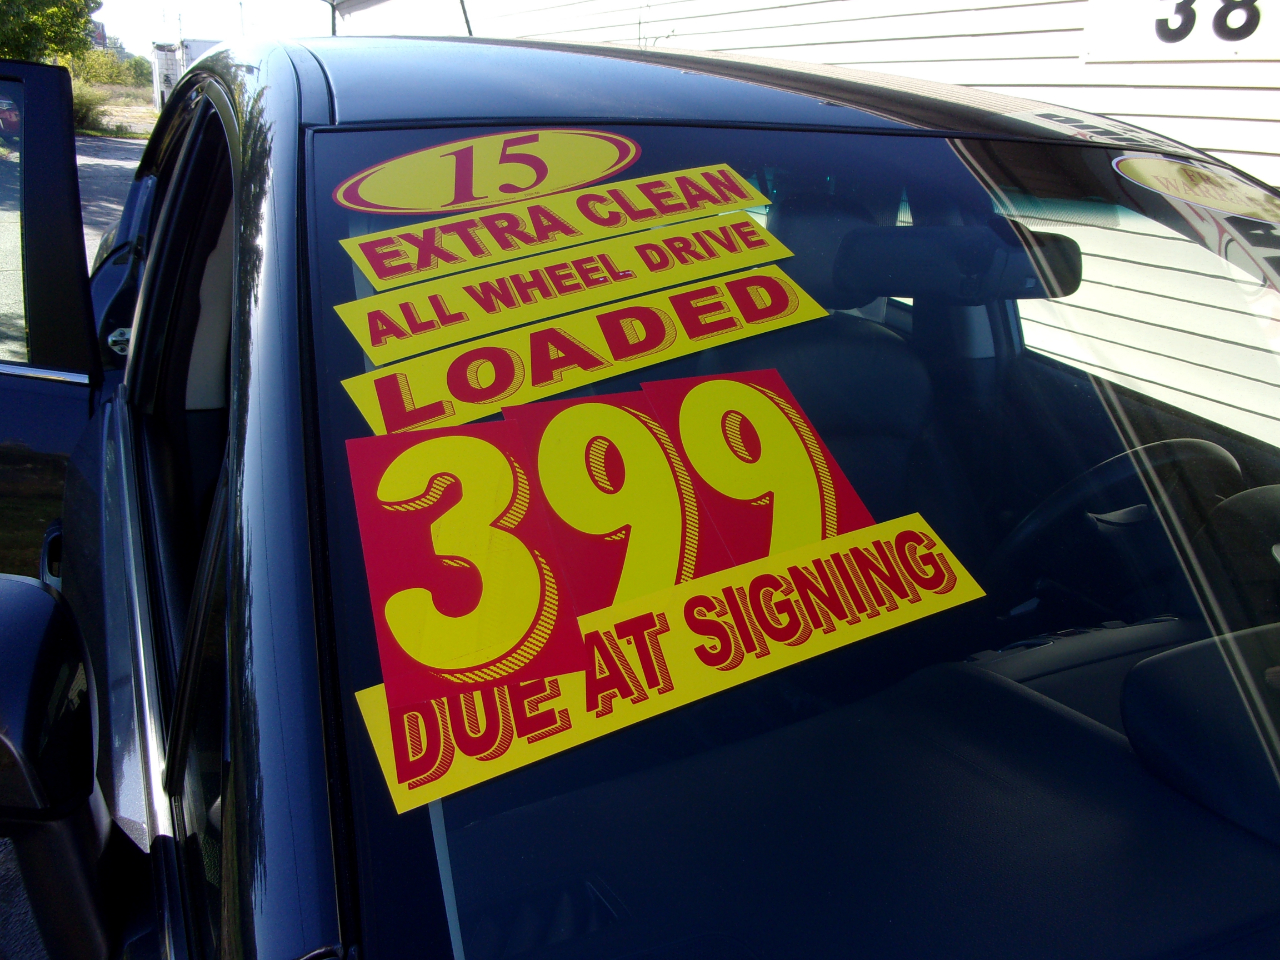 38
15
EXTRA CLEAN
ALL WHEEL DRIVE
LOADED
399
DUE AT SIGNING